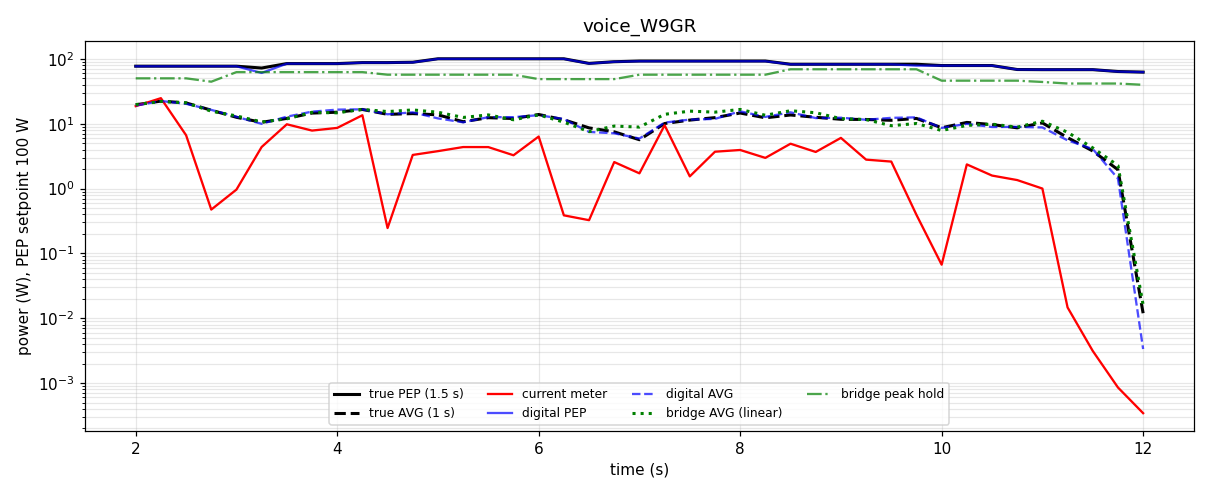 voice_W9GR
power (W), PEP setpoint 100 W
10²
10¹
10⁰
10⁻¹
10⁻²
10⁻³
true PEP (1.5 s)
true AVG (1 s)
current meter
digital PEP
digital AVG
bridge AVG (linear)
bridge peak hold
2 4 6 8 10 12
time (s)